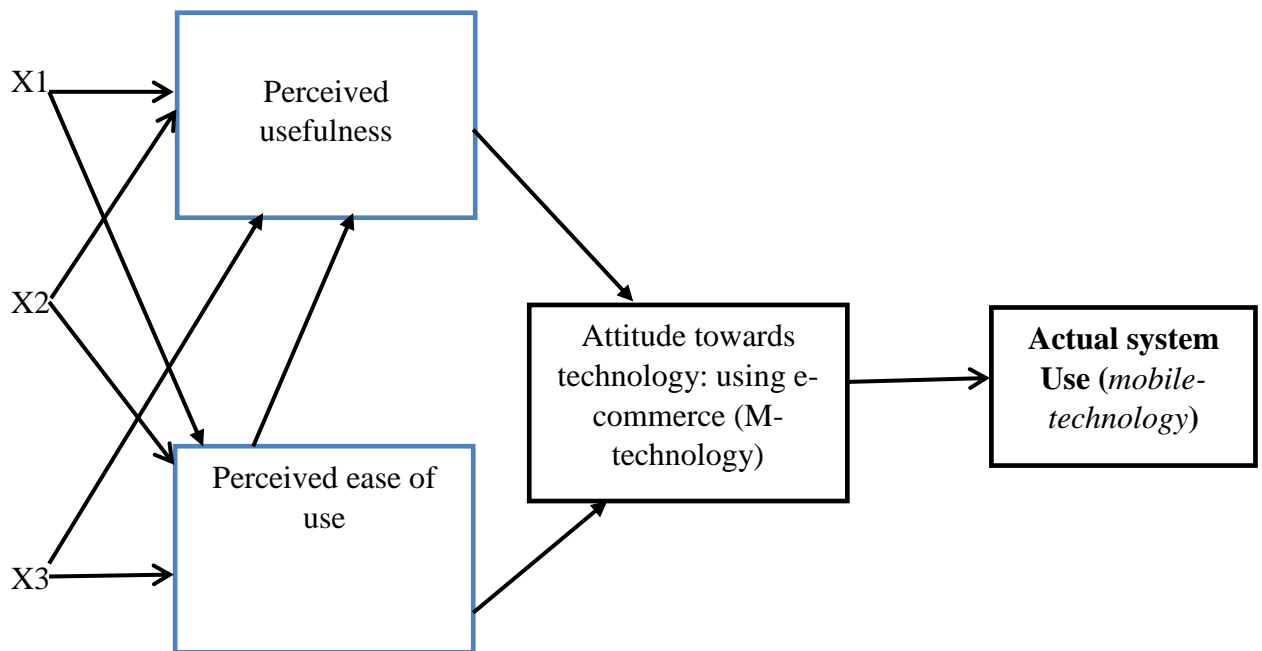 X1
Perceived
usefulness
X2
Attitude towards
technology: using e-
commerce (M-
technology)
Actual system
Use (mobile-
technology)
Perceived ease of
use
X3